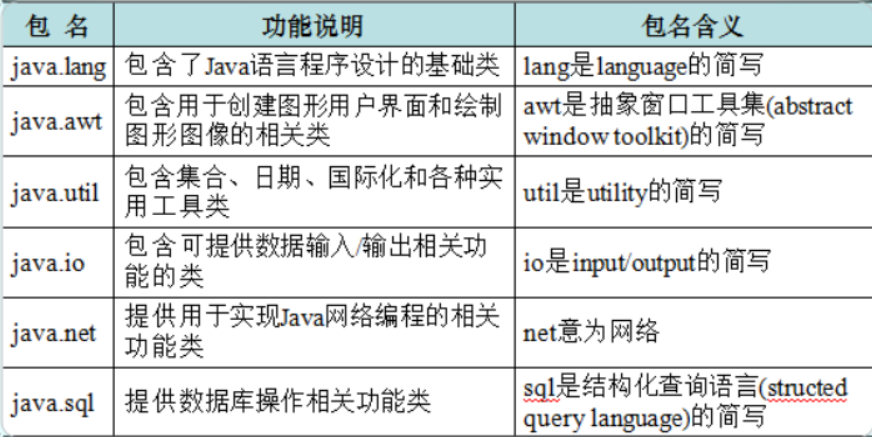 包 名 功能说明 包名含义
java.lang 包含了Java语言程序设计的基础类 lang是language的简写
java.awt 包含用于创建图形用户界面和绘制
图形图像的相关类 awt是抽象窗口工具集(abstract
window toolkit)的简写
java.util 包含集合、日期、国际化和各种实
用工具类 util是utility的简写
java.io 包含可提供数据输入/输出相关功
能的类 io是input/output的简写
java.net 提供用于实现Java网络编程的相关
功能类 net意为网络
java.sql 提供数据库操作相关功能类 sql是结构化查询语言(structed
query language)的简写